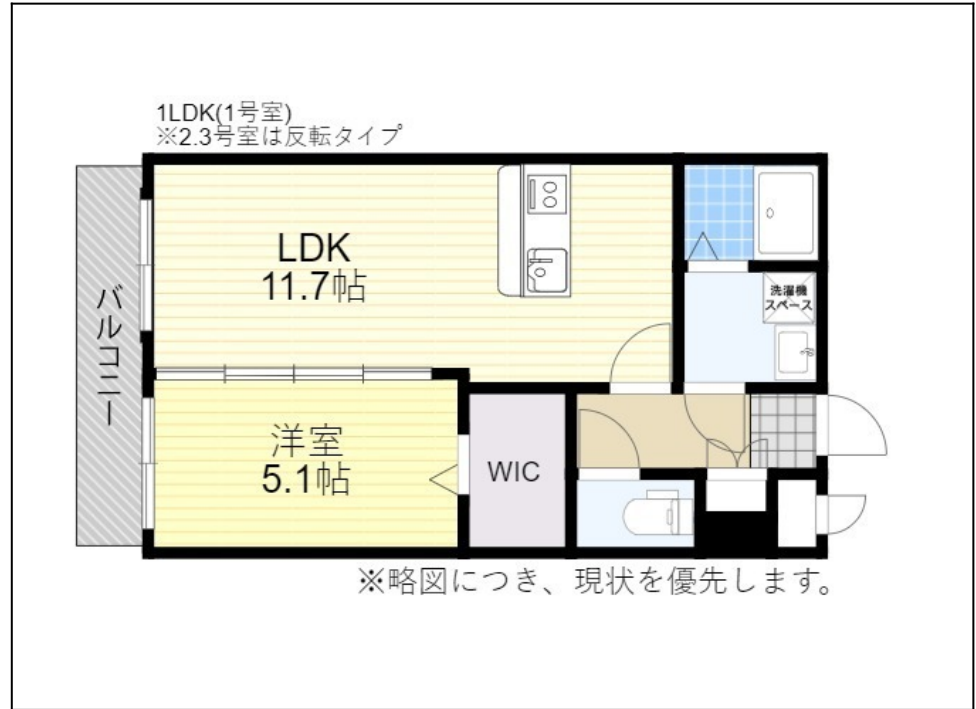 1LDK(1号室)
※2.3号室は反転タイプ
LDK
11.7帖
洗濯機
スペース
バルコニー
洋室
5.1帖
WIC
※略図につき、現状を優先します。